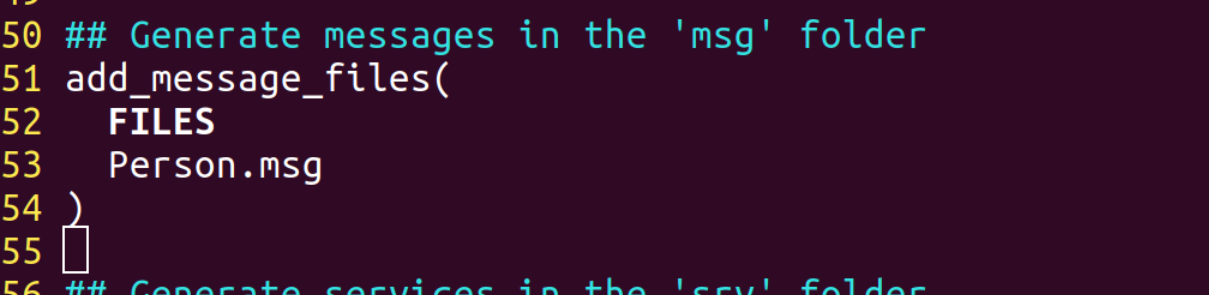 50 ## Generate messages in the 'msg' folder
51 add_message_files(
52   FILES
53   Person.msg
54 )
55
56 ## Generate services in the 'srv' folder